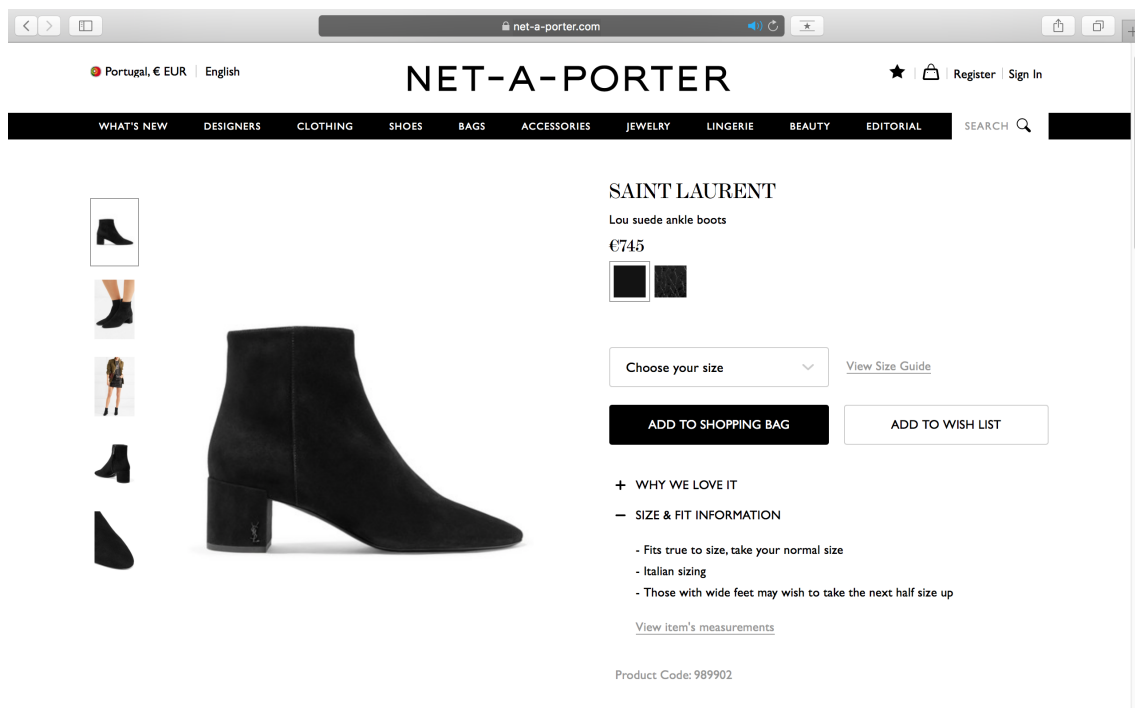 net-a-porter.com
Portugal, € EUR
English
NET-A-PORTER
Register
Sign In
WHAT'S NEW
DESIGNERS
CLOTHING
SHOES
BAGS
ACCESSORIES
JEWELRY
LINGERIE
BEAUTY
EDITORIAL
SEARCH
SAINT LAURENT
Lou suede ankle boots
€745
Choose your size
View Size Guide
ADD TO SHOPPING BAG
ADD TO WISH LIST
+ WHY WE LOVE IT
– SIZE & FIT INFORMATION
- Fits true to size, take your normal size
- Italian sizing
- Those with wide feet may wish to take the next half size up
View item's measurements
Product Code: 989902